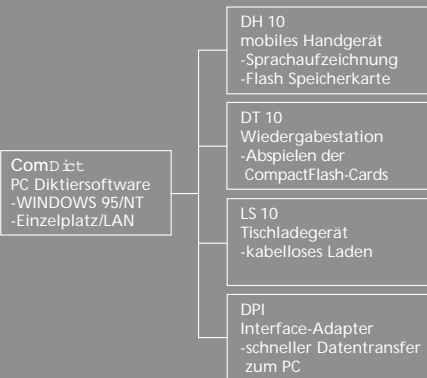 ComDict
PC Diktiersoftware
-WINDOWS 95/NT
-Einzelplatz/LAN
DH 10
mobiles Handgerät
-Sprachaufzeichnung
-Flash Speicherkarte
DT 10
Wiedergabestation
-Abspielen der
CompactFlash-Cards
LS 10
Tischladegerät
-kabelloses Laden
DPI
Interface-Adapter
-schneller Datentransfer
zum PC